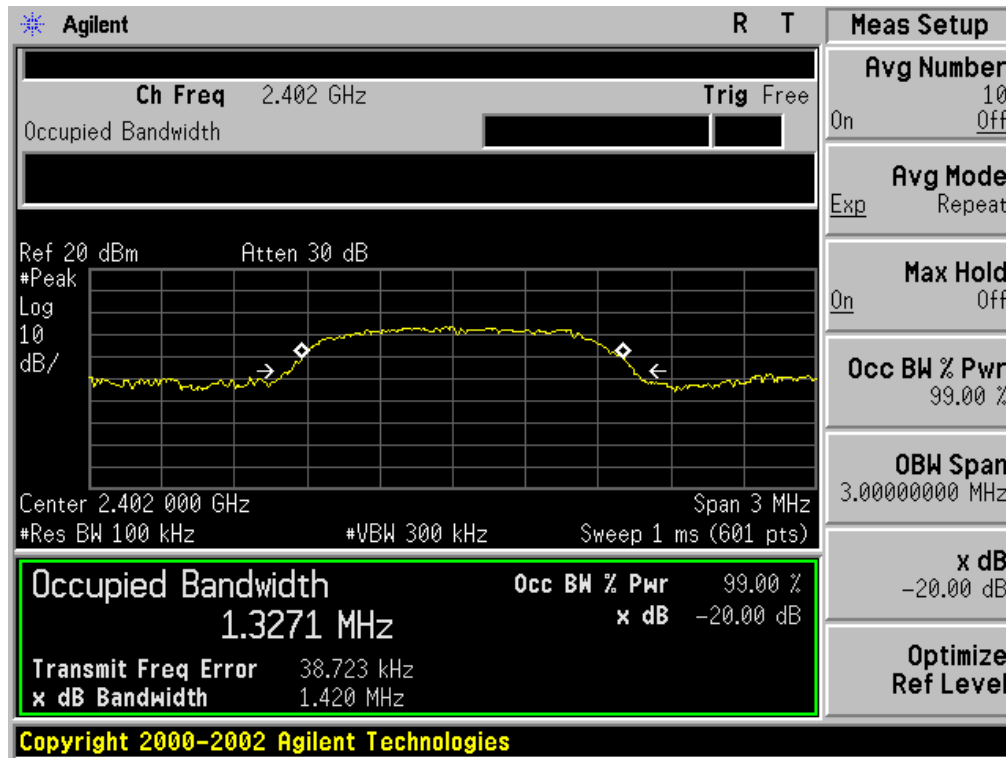 Agilent R T
Ch Freq 2.402 GHz Trig Free
Occupied Bandwidth
Ref 20 dBm Atten 30 dB
#Peak
Log
10
dB/
Center 2.402 000 GHz Span 3 MHz
#Res BW 100 kHz #VBW 300 kHz Sweep 1 ms (601 pts)
Occupied Bandwidth Occ BW % Pwr 99.00 %
1.3271 MHz x dB -20.00 dB
Transmit Freq Error 38.723 kHz
x dB Bandwidth 1.420 MHz
Copyright 2000-2002 Agilent Technologies
Meas Setup
Avg Number
10
On Off
Avg Mode
Exp Repeat
Max Hold
On Off
Occ BW % Pwr
99.00 %
OBW Span
3.00000000 MHz
x dB
-20.00 dB
Optimize
Ref Level